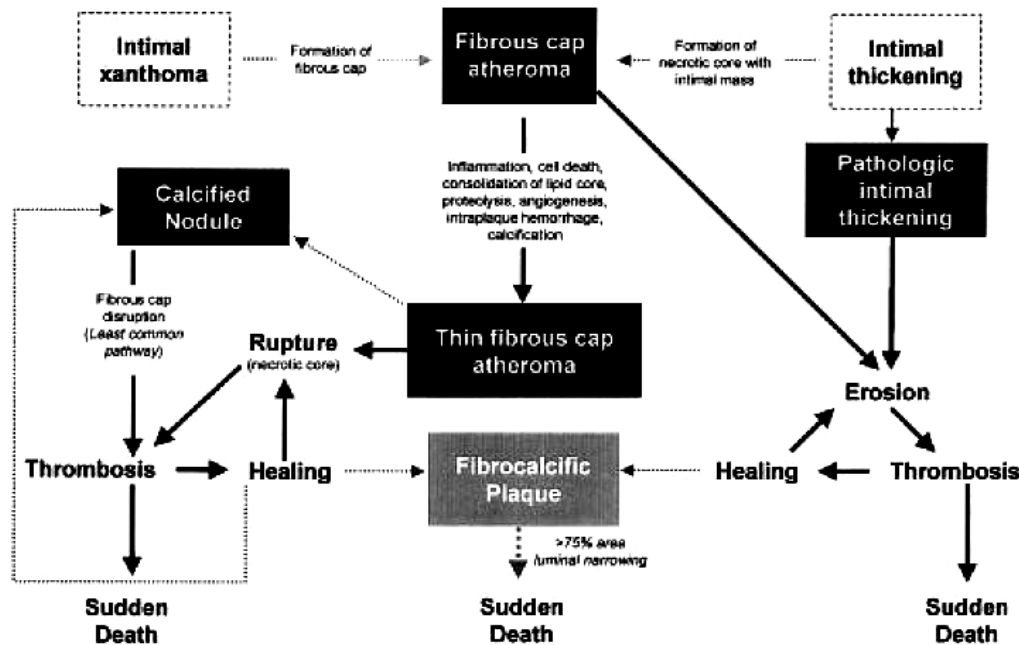 Intimal
xanthoma
Formation of
fibrous cap
Fibrous cap
atheroma
Formation of
necrotic core with
intimal mass
Intimal
thickening
Inflammation, cell death,
consolidation of lipid core,
proteolysis, angiogenesis,
intraplaque hemorrhage,
calcification
Pathologic
intimal
thickening
Calcified
Nodule
Fibrous cap
disruption
(Least common
pathway)
Rupture
(necrotic core)
Thin fibrous cap
atheroma
Erosion
Thrombosis
Healing
Fibrocalcific
Plaque
Healing
Thrombosis
>75% area
luminal narrowing
Sudden
Death
Sudden
Death
Sudden
Death